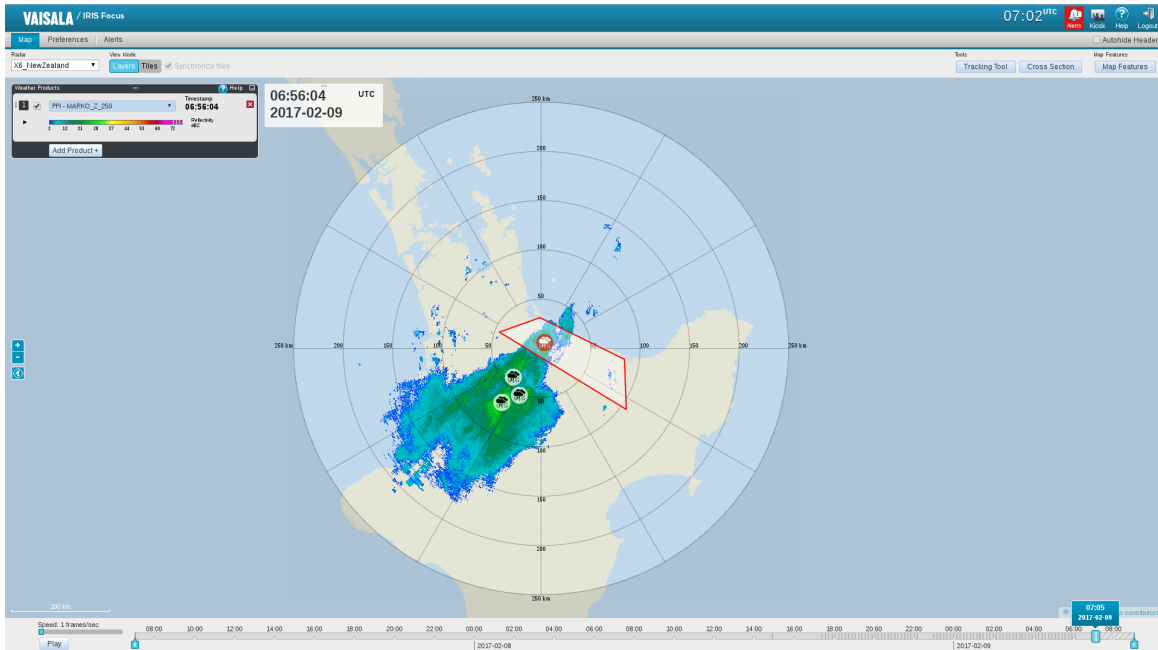 VAISALA / IRIS Focus
07:02 UTC
Alerts Kiosk Help Logout
Map Preferences Alerts
Autohide Header
Radar View Mode Tools Map Features
X6_NewZealand Layers Tiles Synchronize tiles Tracking Tool Cross Section Map Features
Weather Products Help
1 PPI - MARKO_Z_250 Timestamp 06:56:04
2 12 21 28 37 44 53 60 72 Reflectivity dBZ
Add Product +
06:56:04 UTC
2017-02-09
250 km
200
150
100
50
250 km 200 150 100 50 50 100 150 200 250 km
50
100
150
200
250 km
100 km
contributors
07:05
2017-02-09
Speed: 1 frames/sec
08:00 10:00 12:00 14:00 16:00 18:00 20:00 22:00 00:00 02:00 04:00 06:00 08:00 10:00 12:00 14:00 16:00 18:00 20:00 22:00 00:00 02:00 04:00 06:00 08:00
Play
2017-02-08 2017-02-09